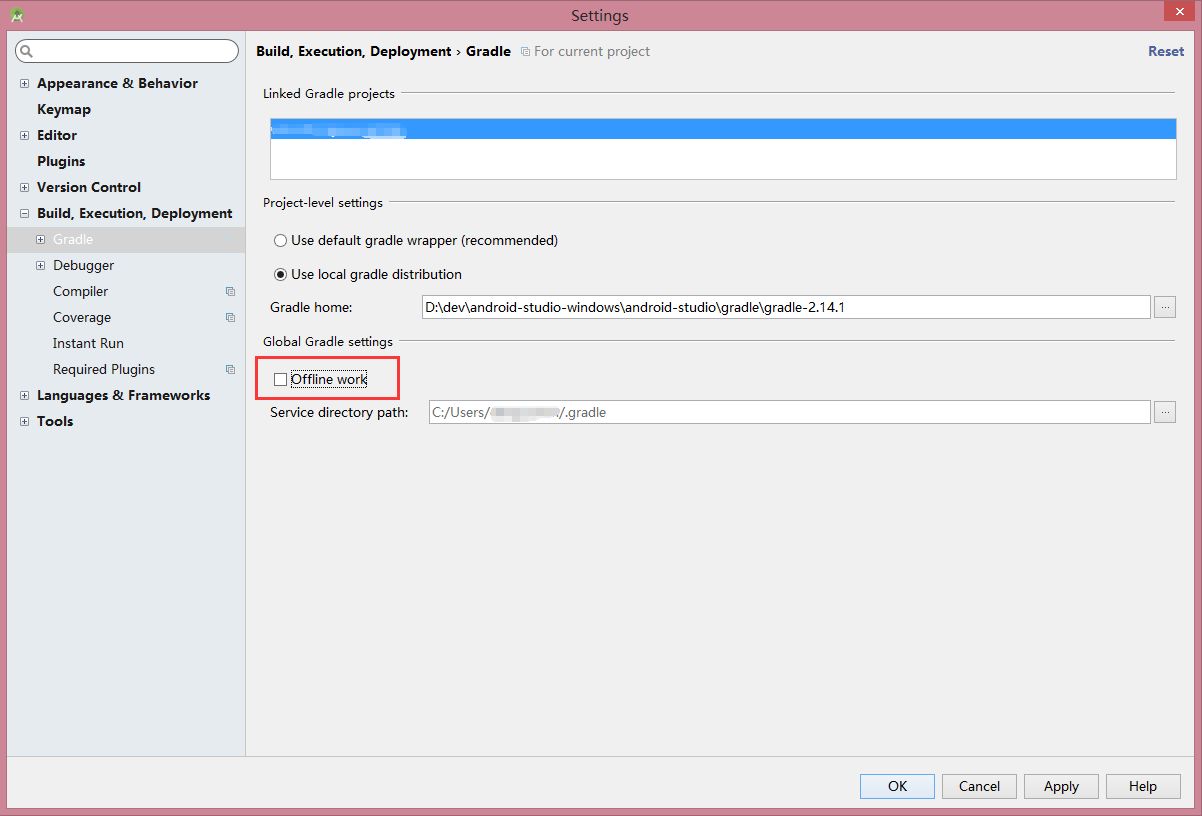 Settings
Build, Execution, Deployment › Gradle For current project Reset
Appearance & Behavior
Keymap
Editor
Plugins
Version Control
Build, Execution, Deployment
Gradle
Debugger
Compiler
Coverage
Instant Run
Required Plugins
Languages & Frameworks
Tools
Linked Gradle projects
Project-level settings
Use default gradle wrapper (recommended)
Use local gradle distribution
Gradle home: D:\dev\android-studio-windows\android-studio\gradle\gradle-2.14.1 ...
Global Gradle settings
Offline work
Service directory path: C:/Users/ /.gradle ...
OK Cancel Apply Help